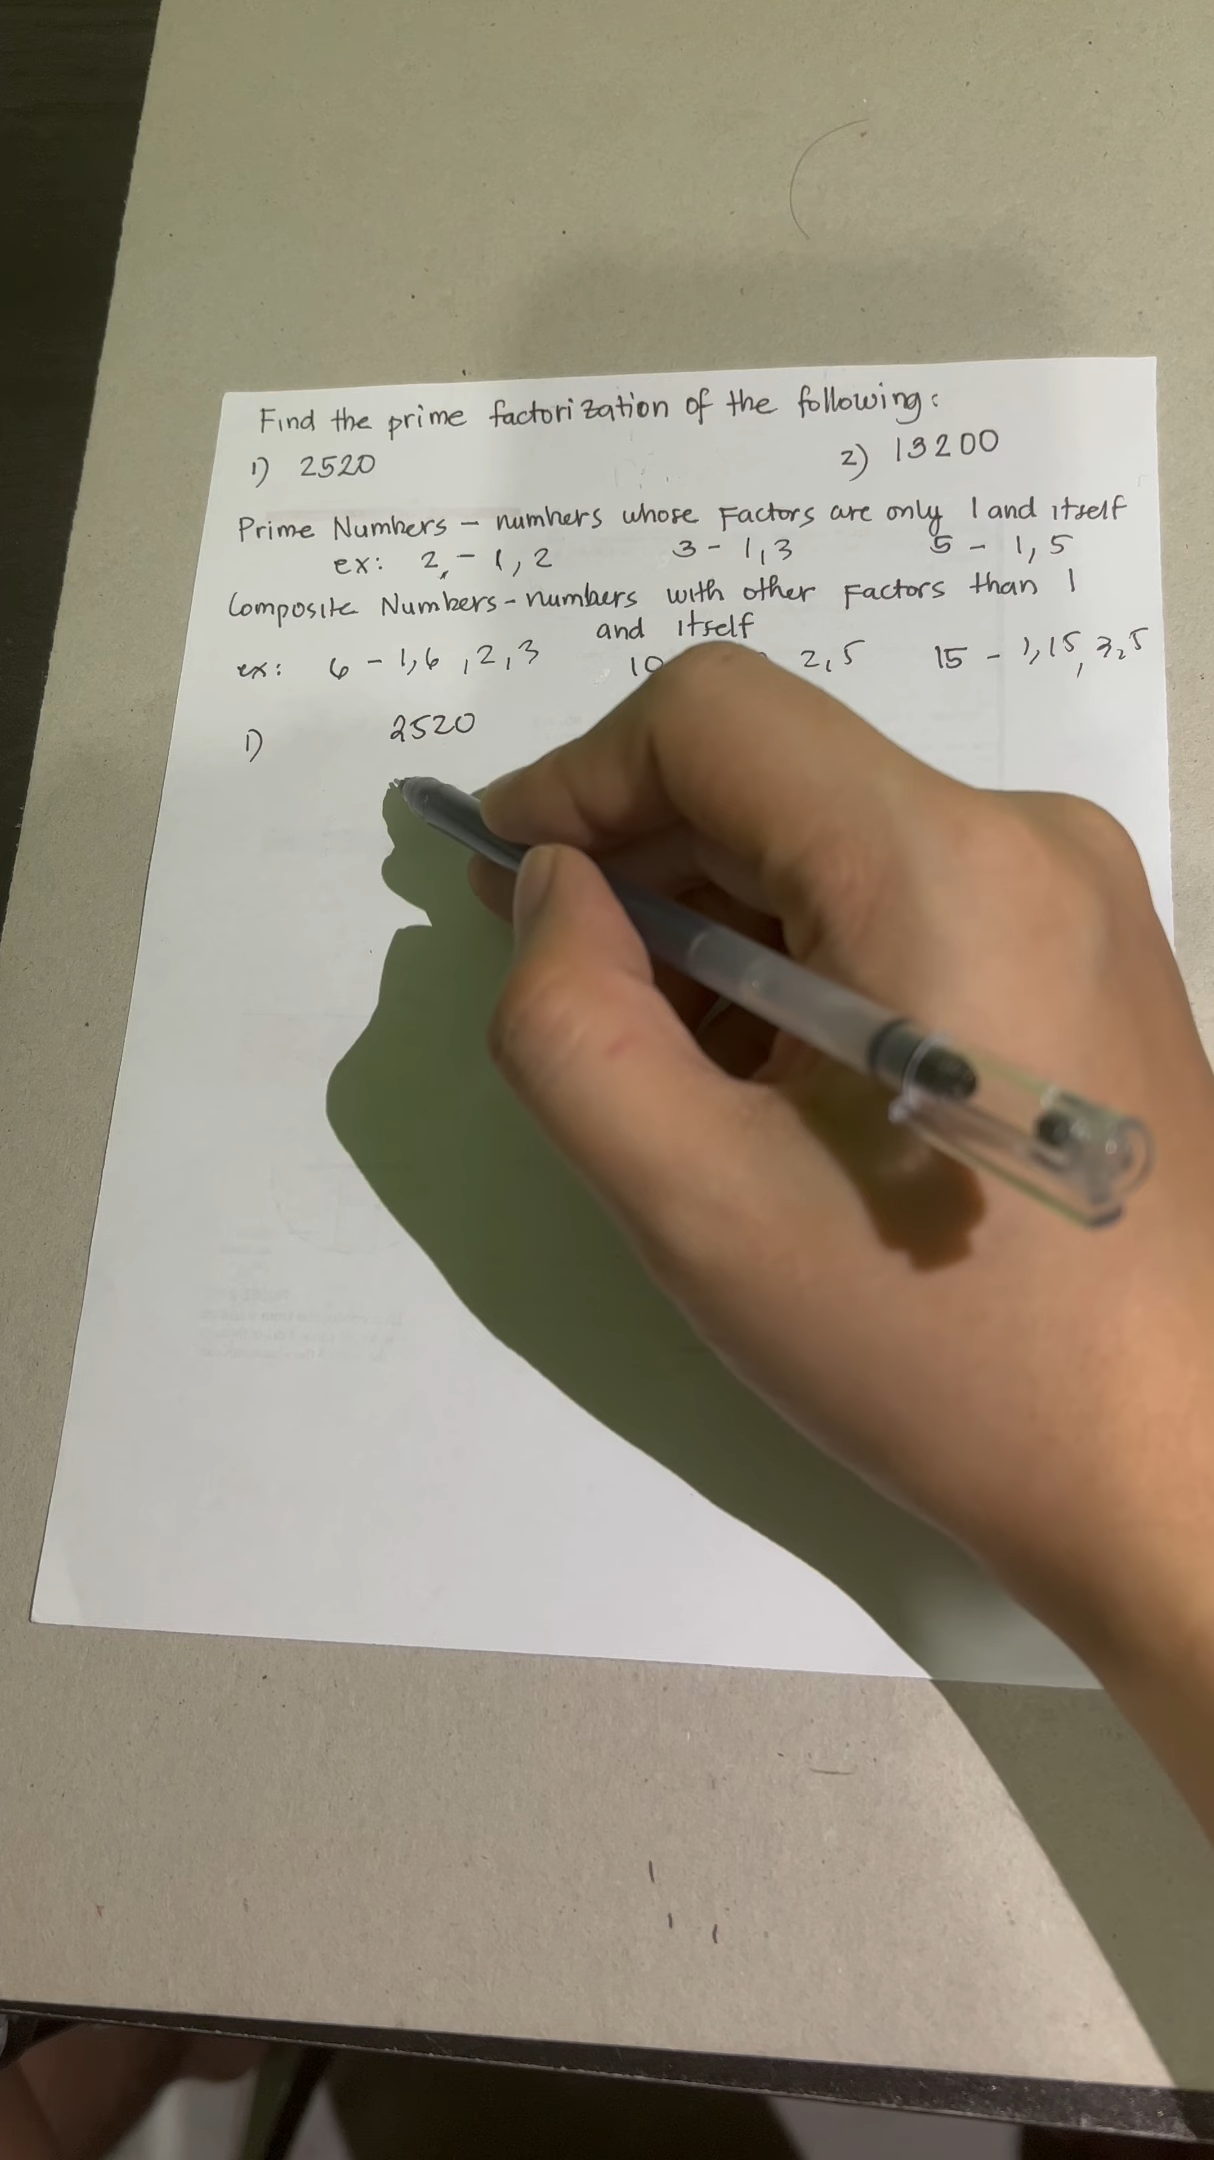 Find the prime factorization of the following:
1) 2520 2) 13200
Prime Numbers - numbers whose Factors are only 1 and itself
ex: 2 - 1, 2 3 - 1, 3 5 - 1, 5
Composite Numbers - numbers with other Factors than 1
and itself
ex: 6 - 1, 6, 2, 3 10 2, 5 15 - 1, 15, 3, 5
1) 2520